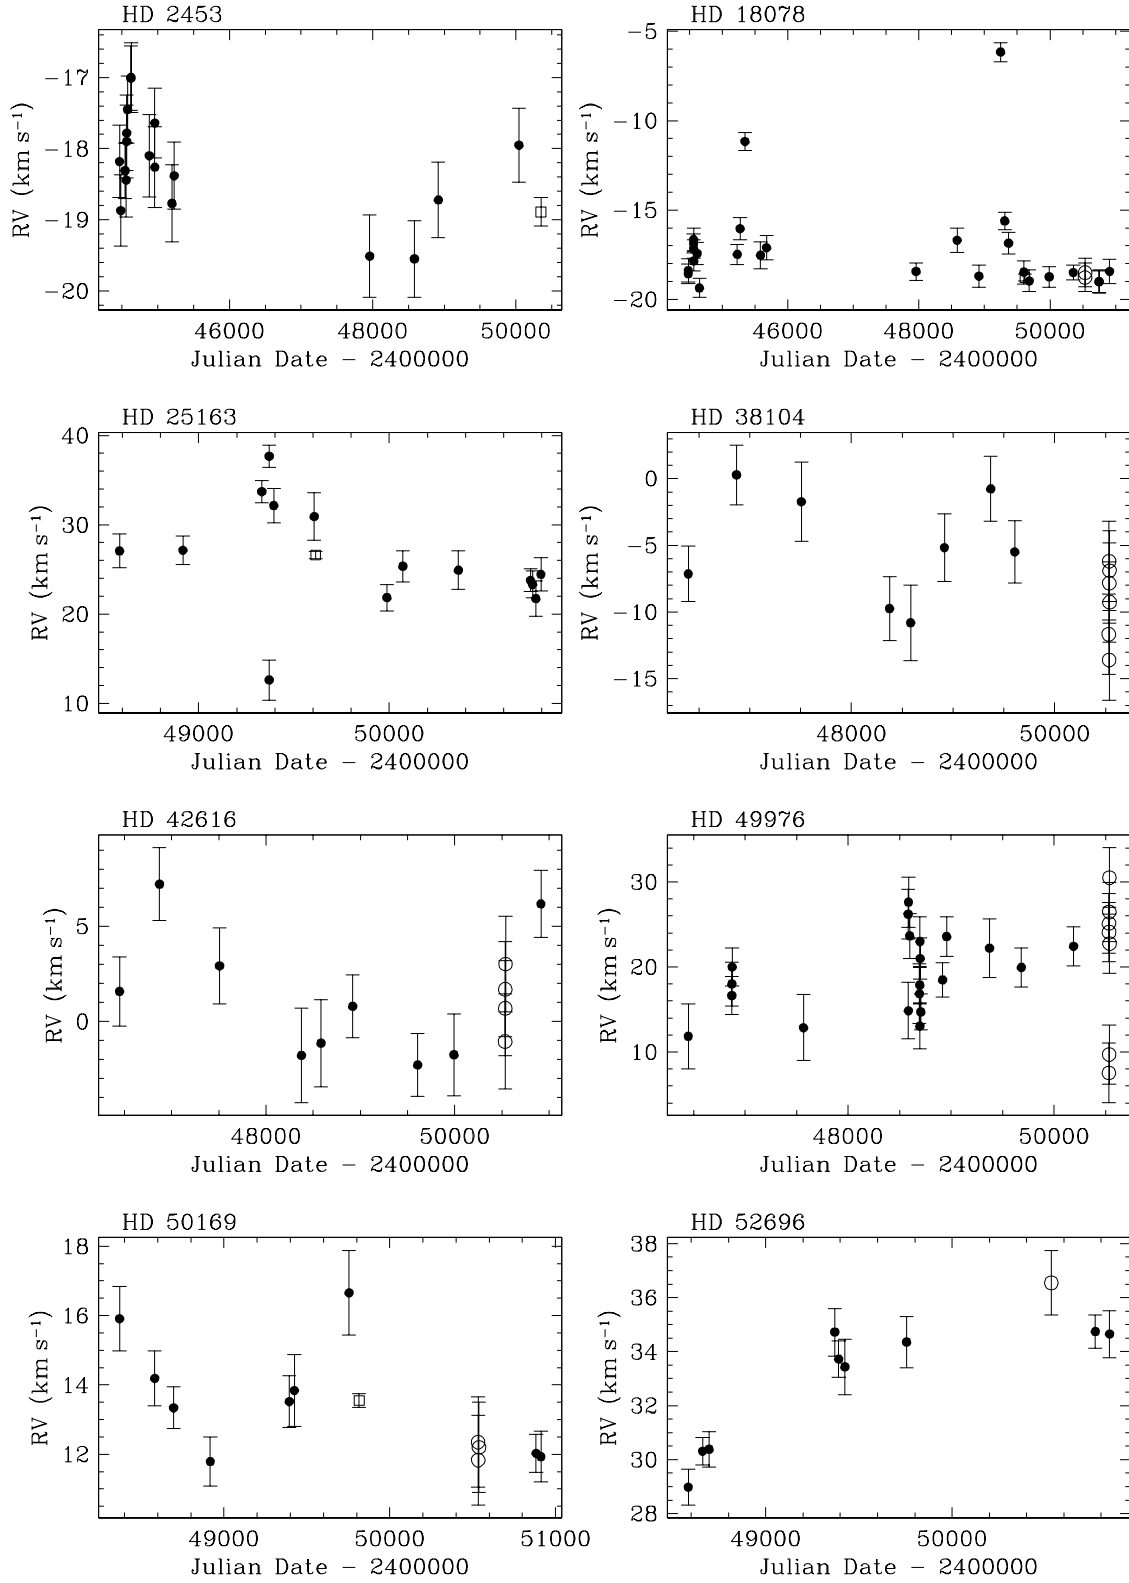 HD 2453
−17
−18
−19
−20
RV (km s⁻¹)
46000 48000 50000
Julian Date − 2400000
HD 18078
−5
−10
−15
−20
RV (km s⁻¹)
46000 48000 50000
Julian Date − 2400000
HD 25163
40
30
20
10
RV (km s⁻¹)
49000 50000
Julian Date − 2400000
HD 38104
0
−5
−10
−15
RV (km s⁻¹)
48000 50000
Julian Date − 2400000
HD 42616
5
0
RV (km s⁻¹)
48000 50000
Julian Date − 2400000
HD 49976
30
20
10
RV (km s⁻¹)
48000 50000
Julian Date − 2400000
HD 50169
18
16
14
12
RV (km s⁻¹)
49000 50000 51000
Julian Date − 2400000
HD 52696
38
36
34
32
30
28
RV (km s⁻¹)
49000 50000
Julian Date − 2400000